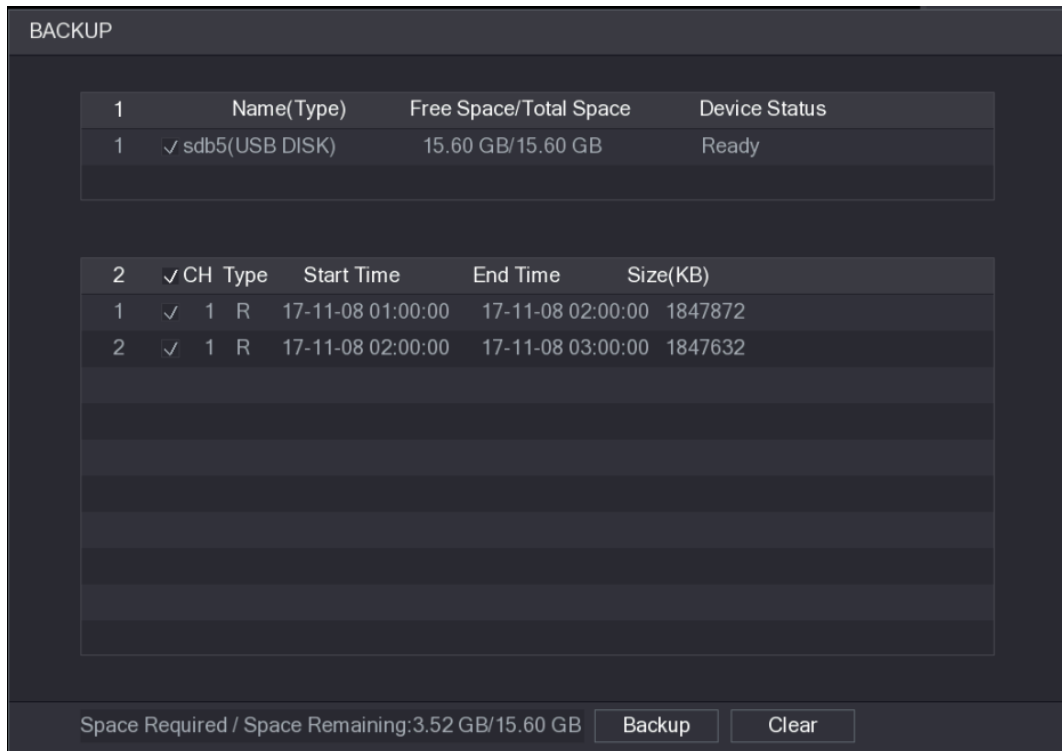 BACKUP
1 Name(Type) Free Space/Total Space Device Status
1 sdb5(USB DISK) 15.60 GB/15.60 GB Ready
2 CH Type Start Time End Time Size(KB)
1 1 R 17-11-08 01:00:00 17-11-08 02:00:00 1847872
2 1 R 17-11-08 02:00:00 17-11-08 03:00:00 1847632
Space Required / Space Remaining:3.52 GB/15.60 GB Backup Clear